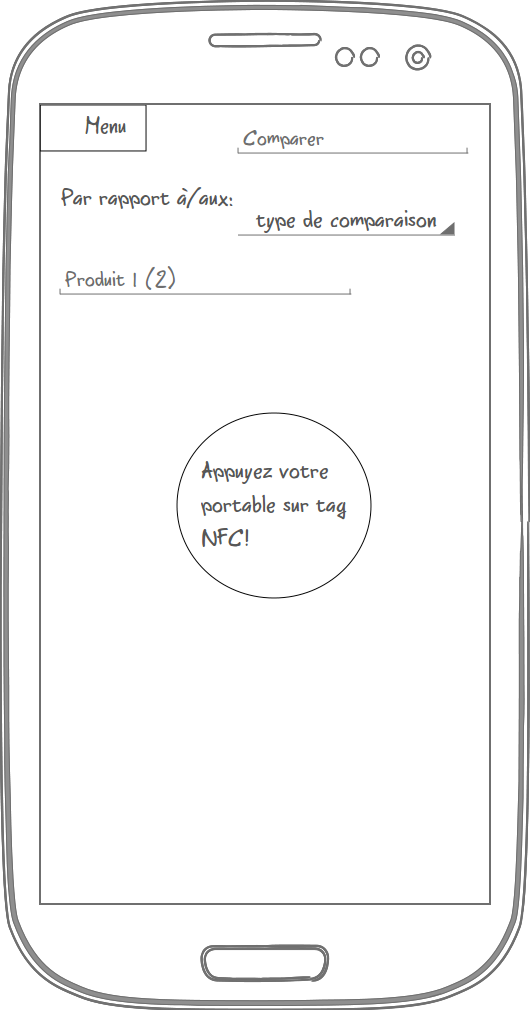 Menu
Comparer
Par rapport à/aux:
type de comparaison
Produit 1 (2)
Appuyez votre
portable sur tag
NFC!